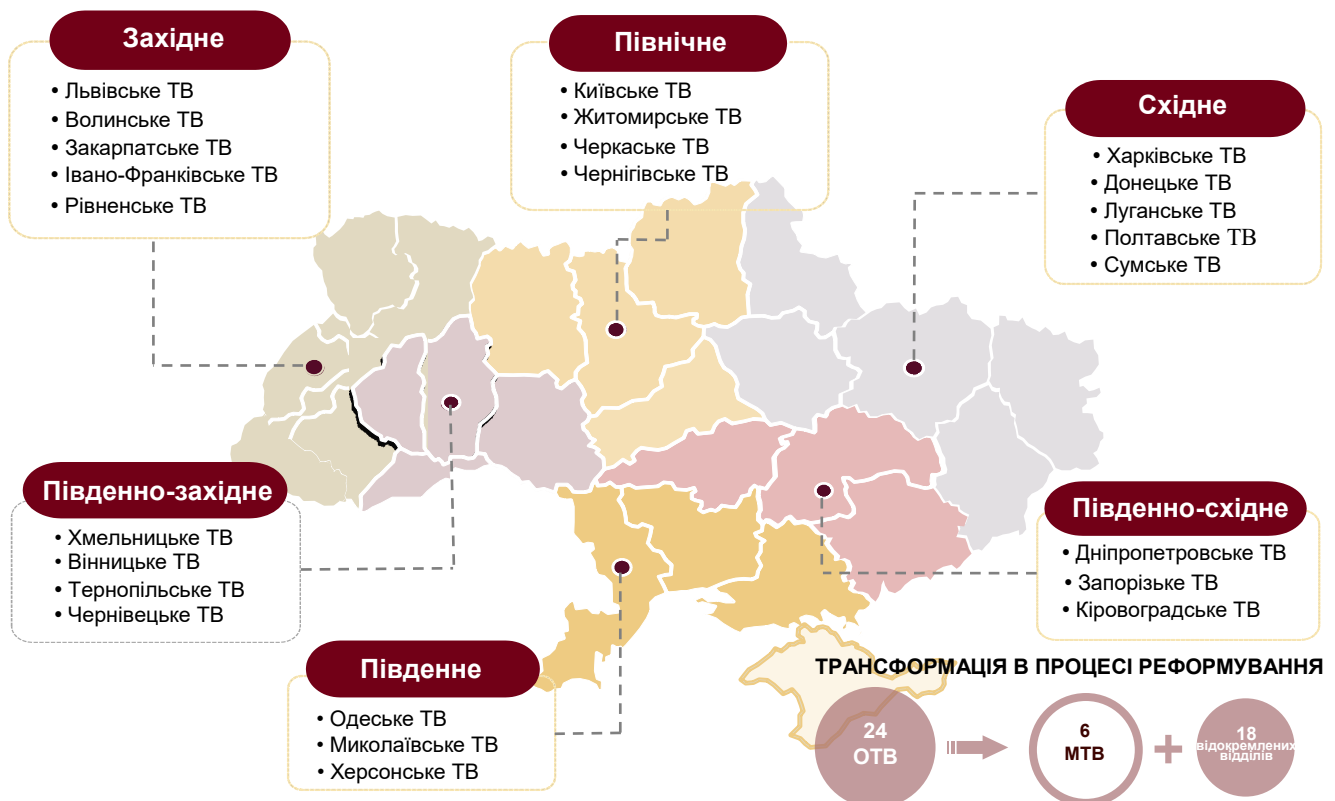 Західне
• Львівське ТВ
• Волинське ТВ
• Закарпатське ТВ
• Івано-Франківське ТВ
• Рівненське ТВ
Північне
• Київське ТВ
• Житомирське ТВ
• Черкаське ТВ
• Чернігівське ТВ
Східне
• Харківське ТВ
• Донецьке ТВ
• Луганське ТВ
• Полтавське ТВ
• Сумське ТВ
Південно-західне
• Хмельницьке ТВ
• Вінницьке ТВ
• Тернопільське ТВ
• Чернівецьке ТВ
Південно-східне
• Дніпропетровське ТВ
• Запорізьке ТВ
• Кіровоградське ТВ
Південне
• Одеське ТВ
• Миколаївське ТВ
• Херсонське ТВ
ТРАНСФОРМАЦІЯ В ПРОЦЕСІ РЕФОРМУВАННЯ
24
ОТВ
6
МТВ
18
відокремлених
відділів